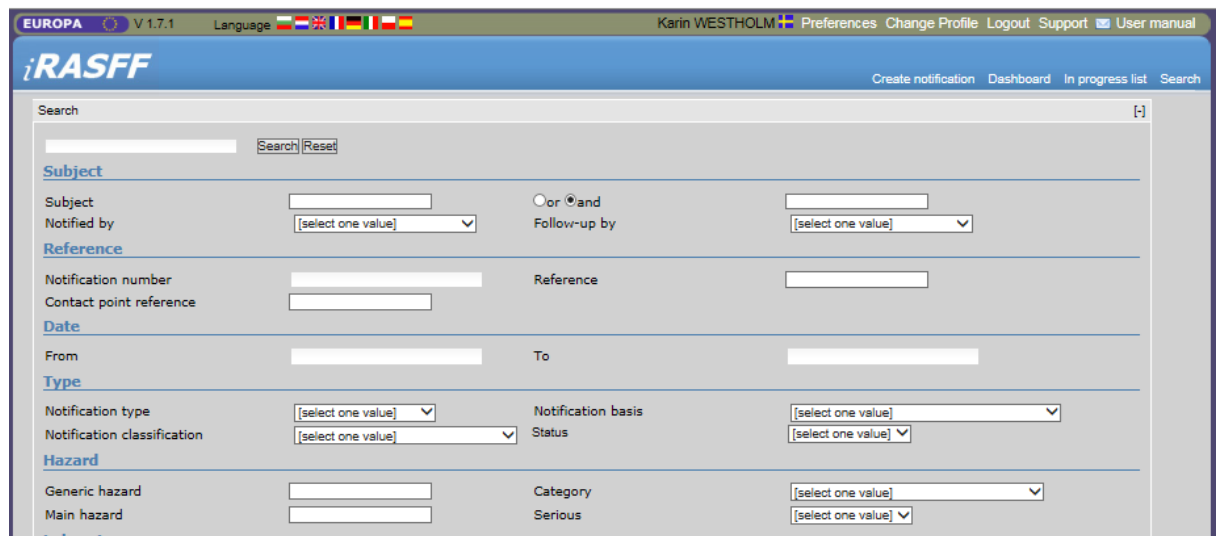 EUROPA V 1.7.1 Language Karin WESTHOLM Preferences Change Profile Logout Support User manual
iRASFF
Create notification Dashboard In progress list Search
Search [-]
Search Reset
Subject
Subject or and
Notified by [select one value] Follow-up by [select one value]
Reference
Notification number Reference
Contact point reference
Date
From To
Type
Notification type [select one value] Notification basis [select one value]
Notification classification [select one value] Status [select one value]
Hazard
Generic hazard Category [select one value]
Main hazard Serious [select one value]